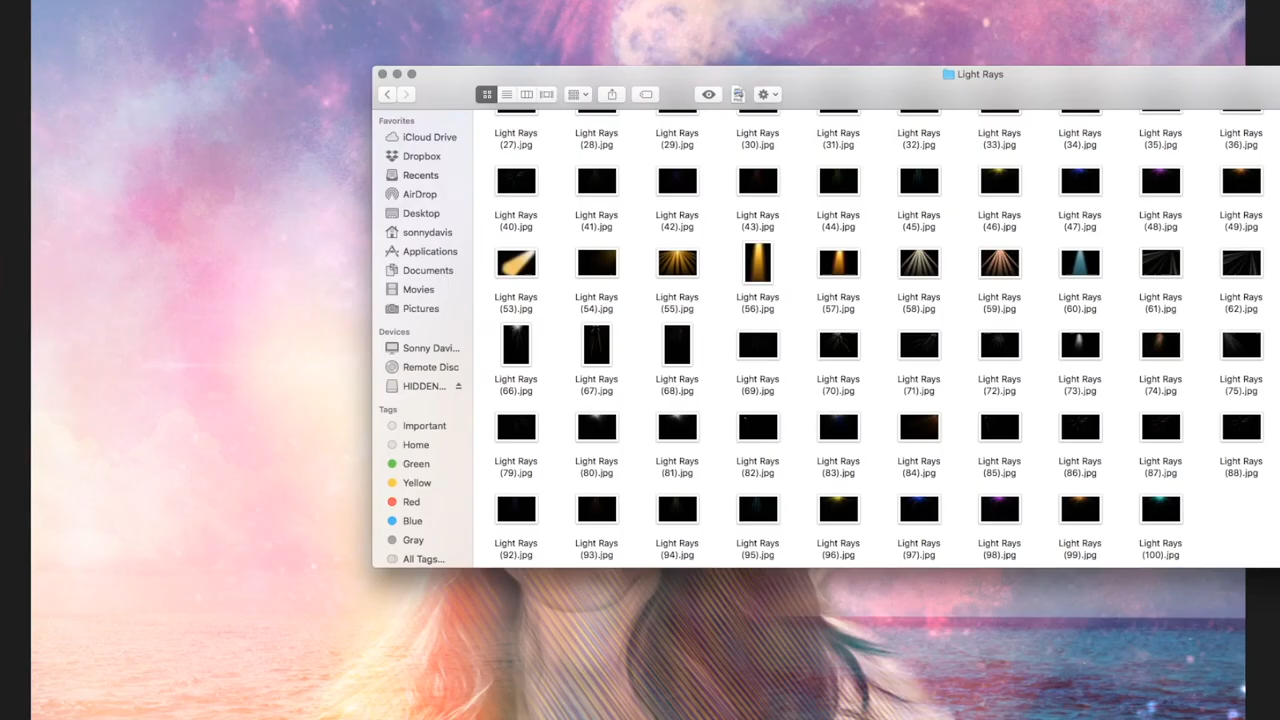 Light Rays
Favorites
iCloud Drive
Dropbox
Recents
AirDrop
Desktop
sonnydavis
Applications
Documents
Movies
Pictures
Devices
Sonny Davi...
Remote Disc
HIDDEN...
Tags
Important
Home
Green
Yellow
Red
Blue
Gray
All Tags...
Light Rays (27).jpg
Light Rays (28).jpg
Light Rays (29).jpg
Light Rays (30).jpg
Light Rays (31).jpg
Light Rays (32).jpg
Light Rays (33).jpg
Light Rays (34).jpg
Light Rays (35).jpg
Light Rays (36).jpg
Light Rays (40).jpg
Light Rays (41).jpg
Light Rays (42).jpg
Light Rays (43).jpg
Light Rays (44).jpg
Light Rays (45).jpg
Light Rays (46).jpg
Light Rays (47).jpg
Light Rays (48).jpg
Light Rays (49).jpg
Light Rays (53).jpg
Light Rays (54).jpg
Light Rays (55).jpg
Light Rays (56).jpg
Light Rays (57).jpg
Light Rays (58).jpg
Light Rays (59).jpg
Light Rays (60).jpg
Light Rays (61).jpg
Light Rays (62).jpg
Light Rays (66).jpg
Light Rays (67).jpg
Light Rays (68).jpg
Light Rays (69).jpg
Light Rays (70).jpg
Light Rays (71).jpg
Light Rays (72).jpg
Light Rays (73).jpg
Light Rays (74).jpg
Light Rays (75).jpg
Light Rays (79).jpg
Light Rays (80).jpg
Light Rays (81).jpg
Light Rays (82).jpg
Light Rays (83).jpg
Light Rays (84).jpg
Light Rays (85).jpg
Light Rays (86).jpg
Light Rays (87).jpg
Light Rays (88).jpg
Light Rays (92).jpg
Light Rays (93).jpg
Light Rays (94).jpg
Light Rays (95).jpg
Light Rays (96).jpg
Light Rays (97).jpg
Light Rays (98).jpg
Light Rays (99).jpg
Light Rays (100).jpg